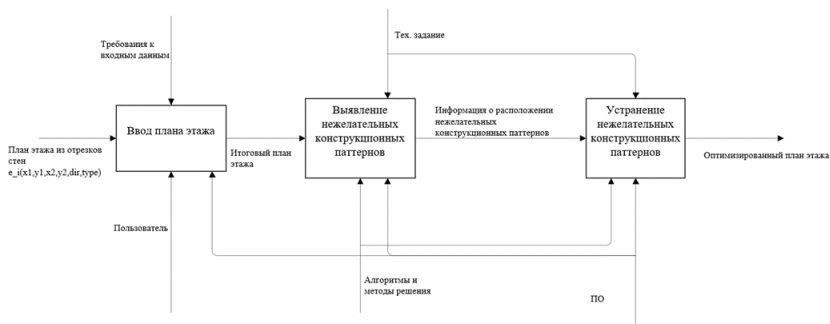 Требования к
входным данным
Тех. задание
Ввод плана этажа
Выявление
нежелательных
конструкционных
паттернов
Информация о расположении
нежелательных
конструкционных паттернов
Устранение
нежелательных
конструкционных
паттернов
План этажа из отрезков
стен
e_i(x1,y1,x2,y2,dir,type)
Итоговый план
этажа
Оптимизированный план этажа
Пользователь
Алгоритмы и
методы решения
ПО